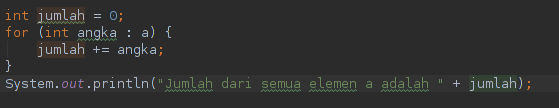 int jumlah = 0;
for (int angka : a) {
    jumlah += angka;
}
System.out.println("Jumlah dari semua elemen a adalah " + jumlah);